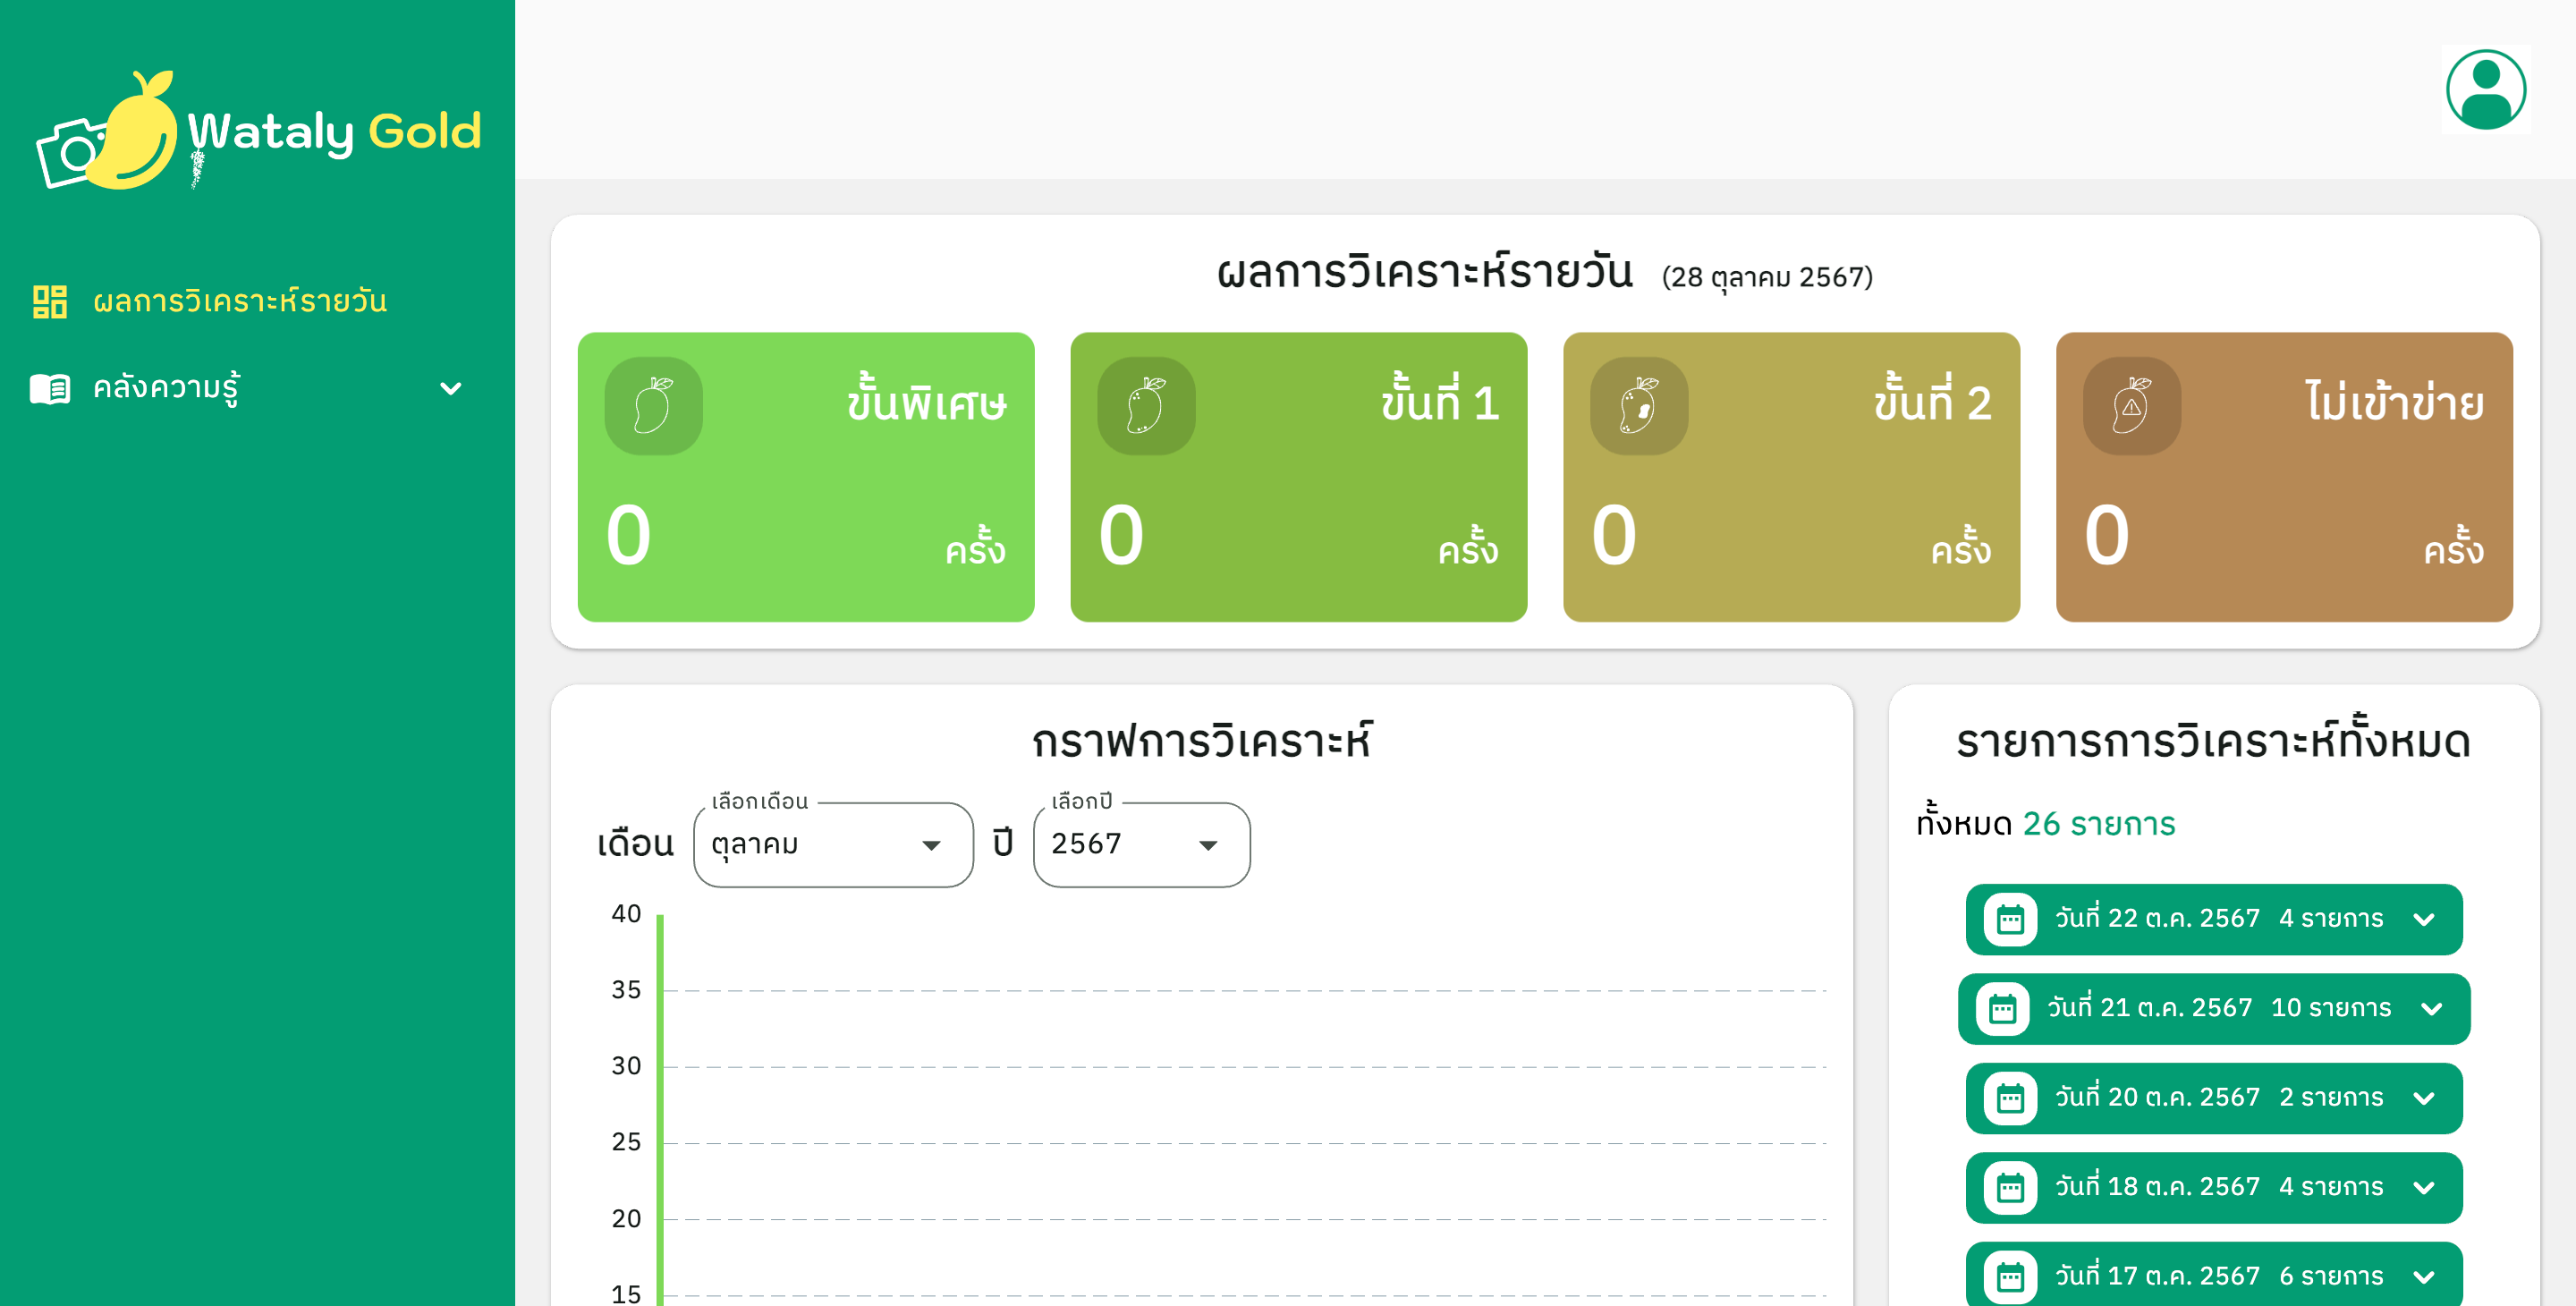 Wataly Gold
ผลการวิเคราะห์รายวัน
คลังความรู้
ผลการวิเคราะห์รายวัน (28 ตุลาคม 2567)
ขั้นพิเศษ
0 ครั้ง
ขั้นที่ 1
0 ครั้ง
ขั้นที่ 2
0 ครั้ง
ไม่เข้าข่าย
0 ครั้ง
กราฟการวิเคราะห์
เลือกเดือน
เดือน ตุลาคม
เลือกปี
ปี 2567
40
35
30
25
20
15
รายการการวิเคราะห์ทั้งหมด
ทั้งหมด 26 รายการ
วันที่ 22 ต.ค. 2567 4 รายการ
วันที่ 21 ต.ค. 2567 10 รายการ
วันที่ 20 ต.ค. 2567 2 รายการ
วันที่ 18 ต.ค. 2567 4 รายการ
วันที่ 17 ต.ค. 2567 6 รายการ